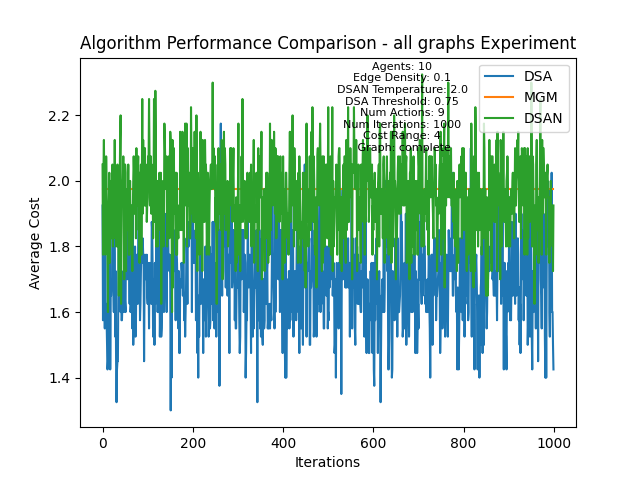 Algorithm Performance Comparison - all graphs Experiment
Agents: 10
Edge Density: 0.1
DSAN Temperature: 2.0
DSA Threshold: 0.75
Num Actions: 9
Num Iterations: 1000
Cost Range: 4
Graph: complete
DSA
MGM
DSAN
Average Cost
2.2
2.0
1.8
1.6
1.4
0
200
400
600
800
1000
Iterations